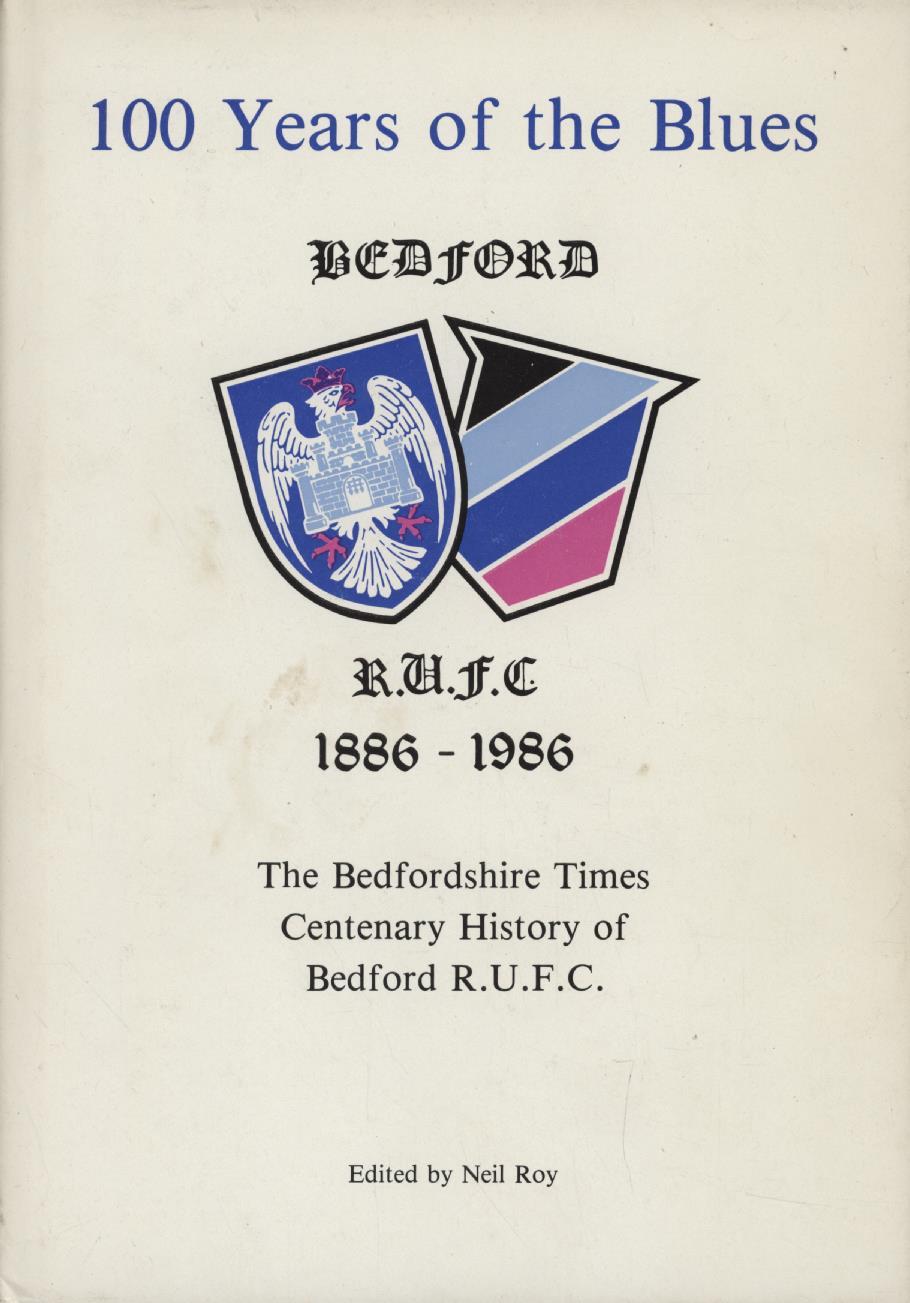 100 Years of the Blues
BEDFORD
R.U.F.C.
1886 - 1986
The Bedfordshire Times
Centenary History of
Bedford R.U.F.C.
Edited by Neil Roy